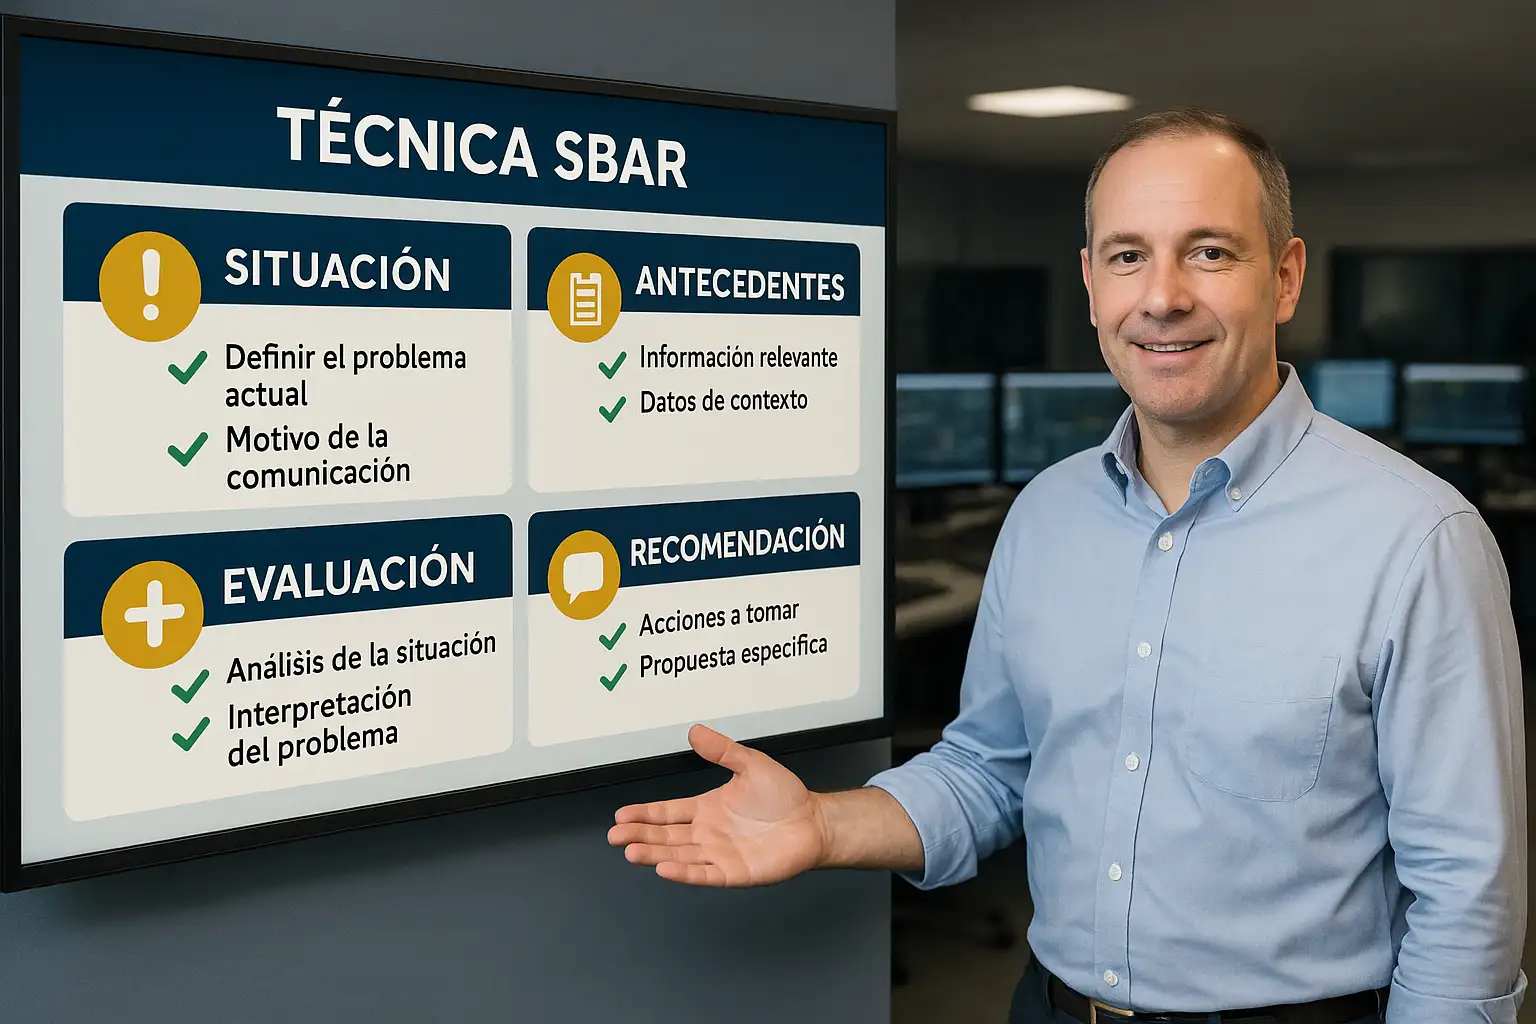 TÉCNICA SBAR
SITUACIÓN
Definir el problema
actual
Motivo de la
comunicación
ANTECEDENTES
Información relevante
Datos de contexto
EVALUACIÓN
Análisis de la situación
Interpretación
del problema
RECOMENDACIÓN
Acciones a tomar
Propuesta especifica